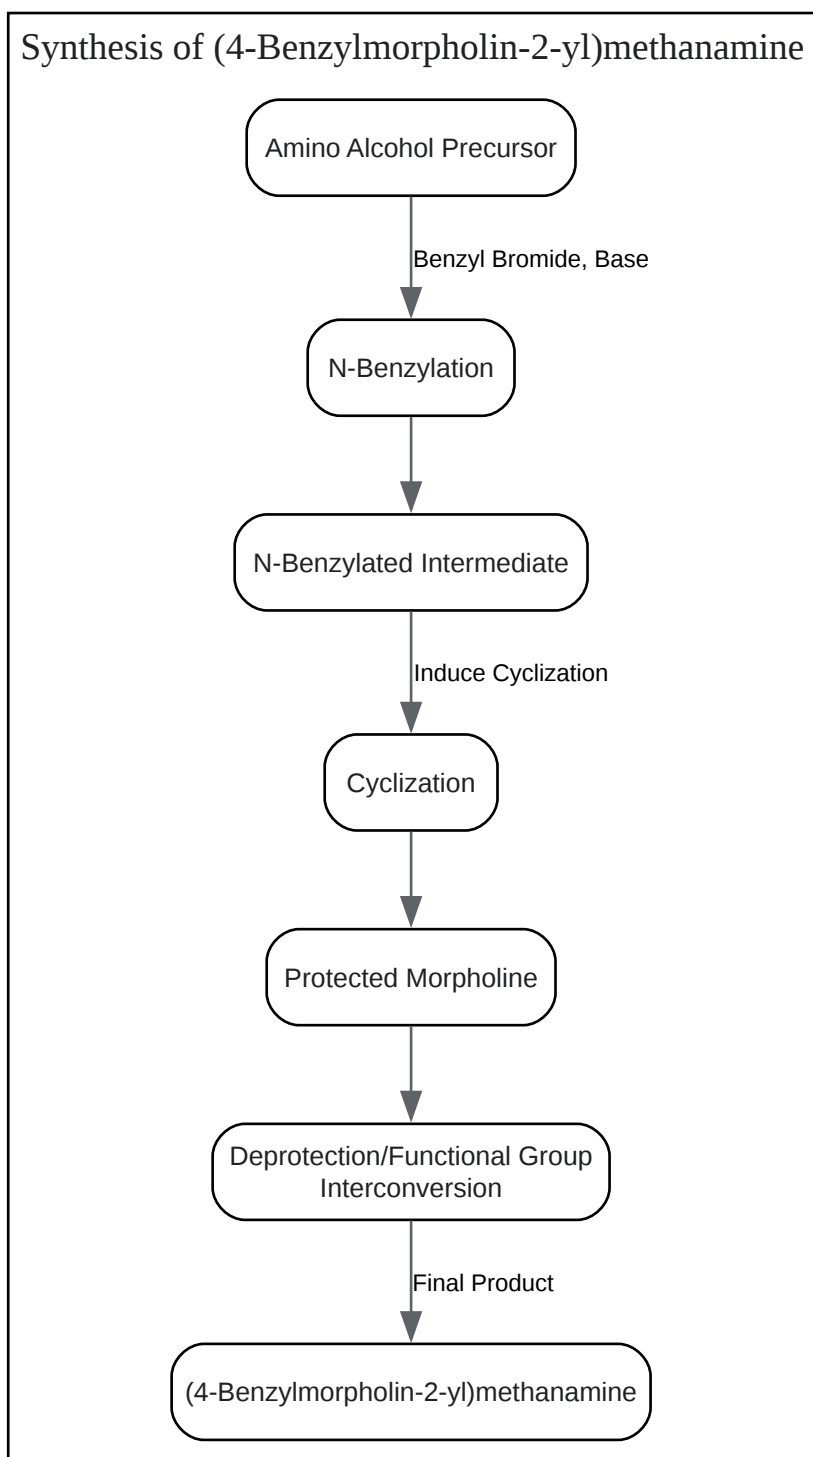 Synthesis of (4-Benzylmorpholin-2-yl)methanamine
Amino Alcohol Precursor
Benzyl Bromide, Base
N-Benzylation
N-Benzylated Intermediate
Induce Cyclization
Cyclization
Protected Morpholine
Deprotection/Functional Group
Interconversion
Final Product
(4-Benzylmorpholin-2-yl)methanamine